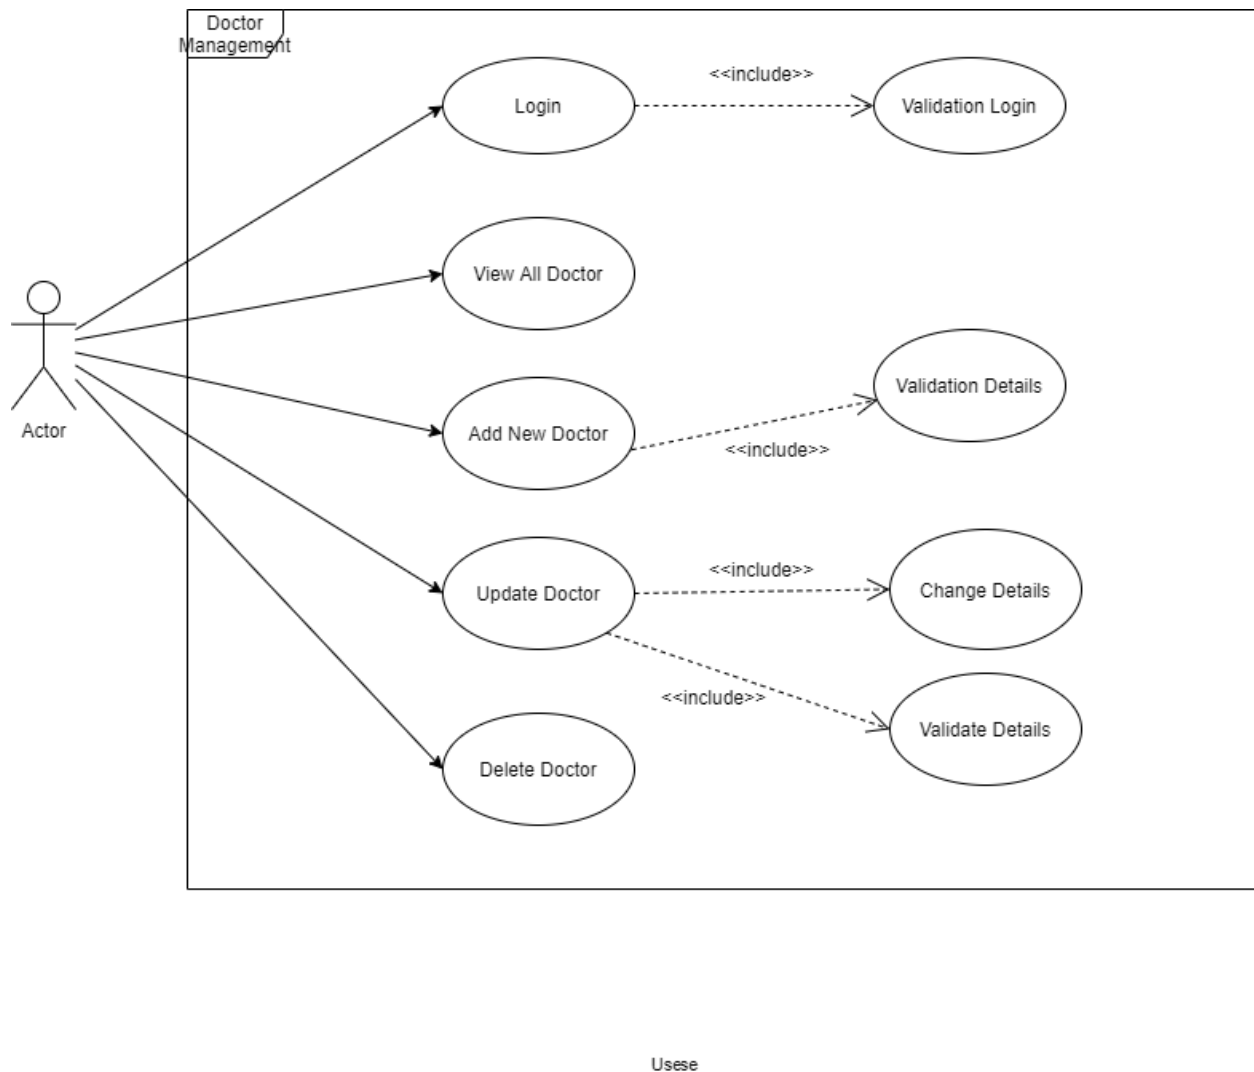 Doctor
Management
<<include>>
Login
Validation Login
View All Doctor
Validation Details
Actor
Add New Doctor
<<include>>
<<include>>
Update Doctor
Change Details
<<include>>
Validate Details
Delete Doctor
Usese